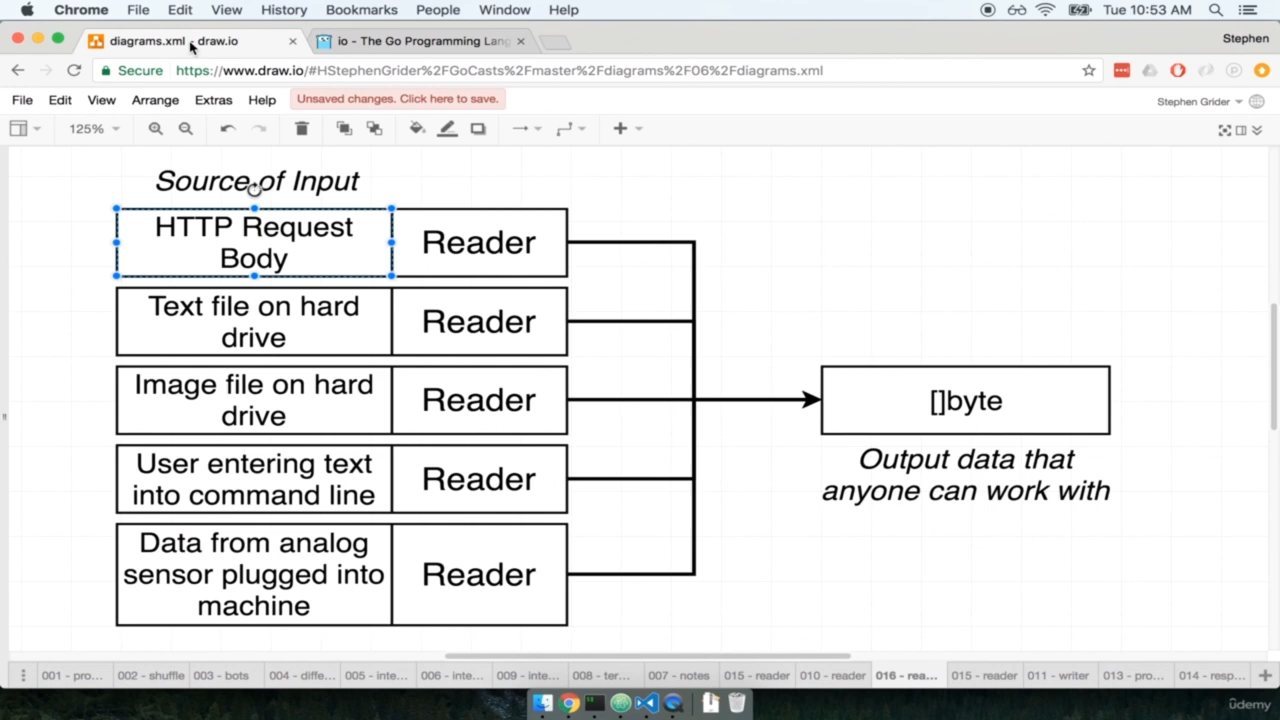 Chrome File Edit View History Bookmarks People Window Help Tue 10:53 AM
diagrams.xml - draw.io io - The Go Programming Lang Stephen
Secure https://www.draw.io/#HStephenGrider%2FGoCasts%2Fmaster%2Fdiagrams%2F06%2Fdiagrams.xml
File Edit View Arrange Extras Help Unsaved changes. Click here to save. Stephen Grider
125%
Source of Input
HTTP Request
Body
Reader
Text file on hard
drive
Reader
Image file on hard
drive
Reader
User entering text
into command line
Reader
Data from analog
sensor plugged into
machine
Reader
[]byte
Output data that
anyone can work with
001 - pro... 002 - shuffle 003 - bots 004 - diffe... 005 - inte... 006 - inte... 009 - inte... 008 - ter... 007 - notes 015 - reader 010 - reader 016 - rea... 015 - reader 011 - writer 013 - pro... 014 - resp...
ûdemy